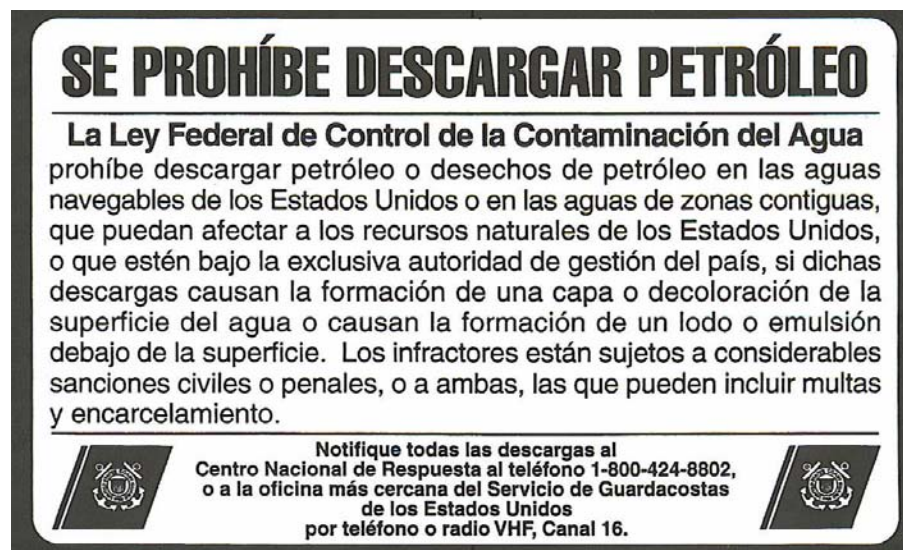 SE PROHÍBE DESCARGAR PETRÓLEO
La Ley Federal de Control de la Contaminación del Agua
prohíbe descargar petróleo o desechos de petróleo en las aguas
navegables de los Estados Unidos o en las aguas de zonas contiguas,
que puedan afectar a los recursos naturales de los Estados Unidos,
o que estén bajo la exclusiva autoridad de gestión del país, si dichas
descargas causan la formación de una capa o decoloración de la
superficie del agua o causan la formación de un lodo o emulsión
debajo de la superficie. Los infractores están sujetos a considerables
sanciones civiles o penales, o a ambas, las que pueden incluir multas
y encarcelamiento.
Notifique todas las descargas al
Centro Nacional de Respuesta al teléfono 1-800-424-8802,
o a la oficina más cercana del Servicio de Guardacostas
de los Estados Unidos
por teléfono o radio VHF, Canal 16.